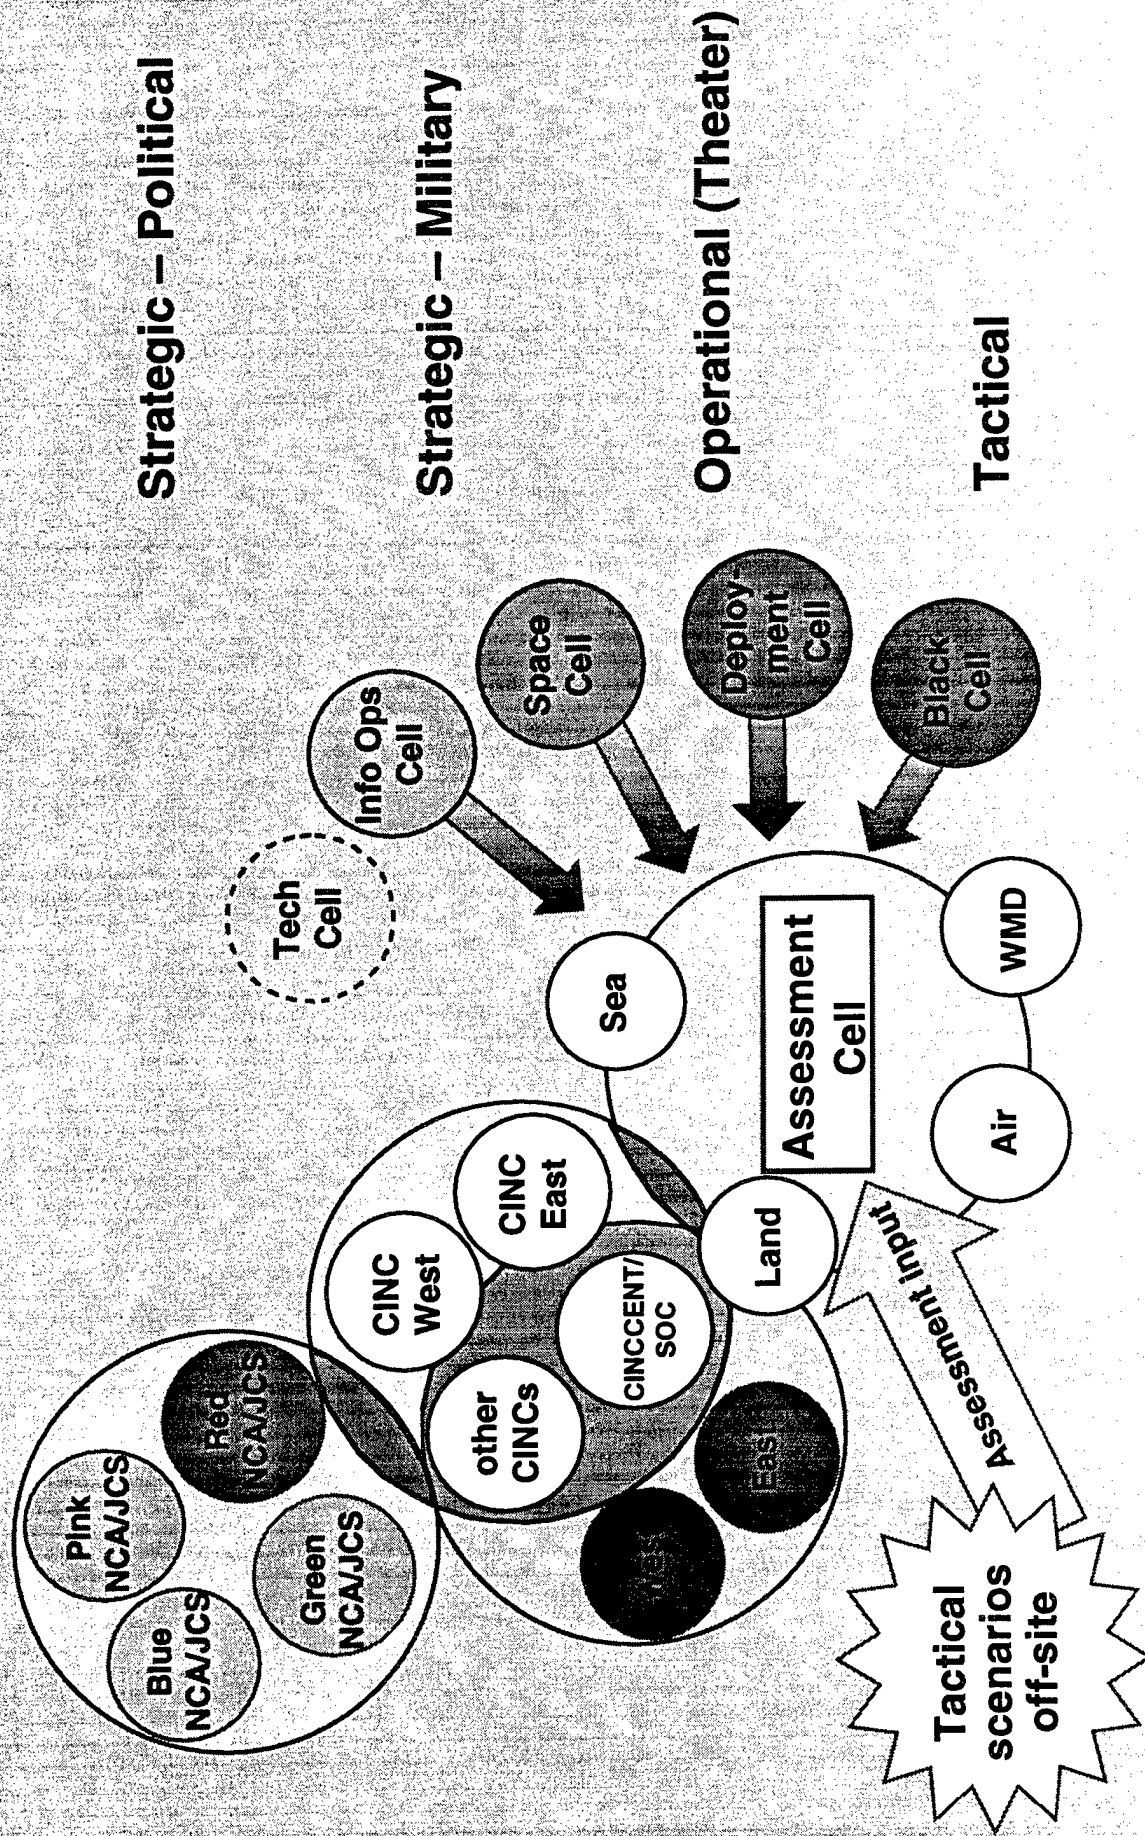 Strategic – Political
Strategic – Military
Operational (Theater)
Tactical
Pink
NCA/JCS
Blue
NCA/JCS
Red
NCA/JCS
Green
NCA/JCS
CINC
West
CINC
East
other
CINCs
CINCCENT/
SOC
East
Tech
Cell
Info Ops
Cell
Space
Cell
Deploy-
ment
Cell
Black
Cell
Sea
Land
Air
WMD
Assessment
Cell
Assessment Input
Tactical
scenarios
off-site